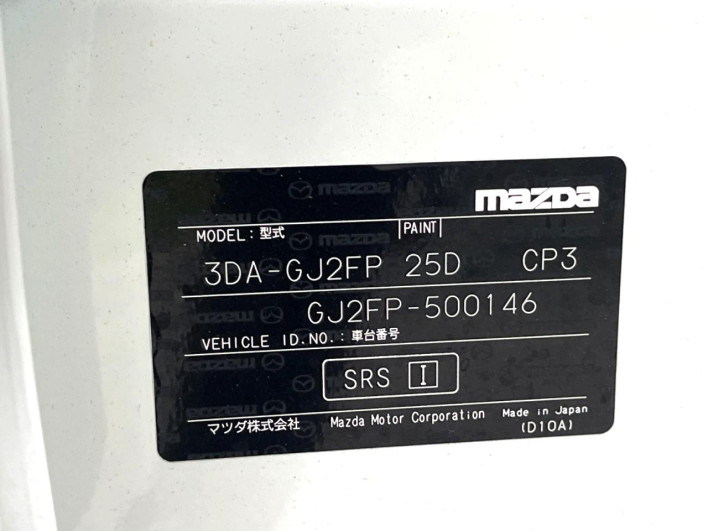 mazda
MODEL: 型式 PAINT
3DA-GJ2FP 25D CP3
GJ2FP-500146
VEHICLE ID.NO.: 車台番号
SRS I
マツダ株式会社 Mazda Motor Corporation Made in Japan
(D10A)